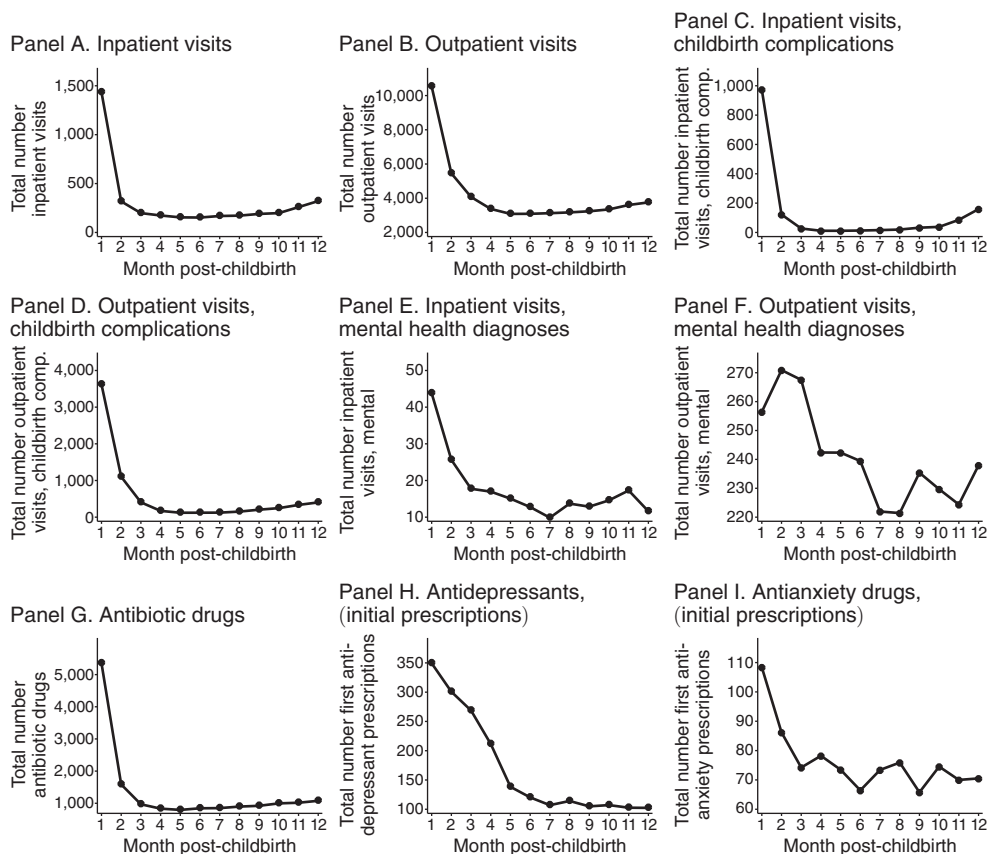 Panel A. Inpatient visits
Total number
inpatient visits
1,500
1,000
500
0
1 2 3 4 5 6 7 8 9 10 11 12
Month post-childbirth
Panel B. Outpatient visits
Total number
outpatient visits
10,000
8,000
6,000
4,000
2,000
1 2 3 4 5 6 7 8 9 10 11 12
Month post-childbirth
Panel C. Inpatient visits,
childbirth complications
Total number inpatient
visits, childbirth comp.
1,000
800
600
400
200
0
1 2 3 4 5 6 7 8 9 10 11 12
Month post-childbirth
Panel D. Outpatient visits,
childbirth complications
Total number outpatient
visits, childbirth comp.
4,000
3,000
2,000
1,000
0
1 2 3 4 5 6 7 8 9 10 11 12
Month post-childbirth
Panel E. Inpatient visits,
mental health diagnoses
Total number inpatient
visits, mental
50
40
30
20
10
1 2 3 4 5 6 7 8 9 10 11 12
Month post-childbirth
Panel F. Outpatient visits,
mental health diagnoses
Total number outpatient
visits, mental
270
260
250
240
230
220
1 2 3 4 5 6 7 8 9 10 11 12
Month post-childbirth
Panel G. Antibiotic drugs
Total number
antibiotic drugs
5,000
4,000
3,000
2,000
1,000
1 2 3 4 5 6 7 8 9 10 11 12
Month post-childbirth
Panel H. Antidepressants,
(initial prescriptions)
Total number first anti-
depressant prescriptions
350
300
250
200
150
100
1 2 3 4 5 6 7 8 9 10 11 12
Month post-childbirth
Panel I. Antianxiety drugs,
(initial prescriptions)
Total number first anti-
anxiety prescriptions
110
100
90
80
70
60
1 2 3 4 5 6 7 8 9 10 11 12
Month post-childbirth